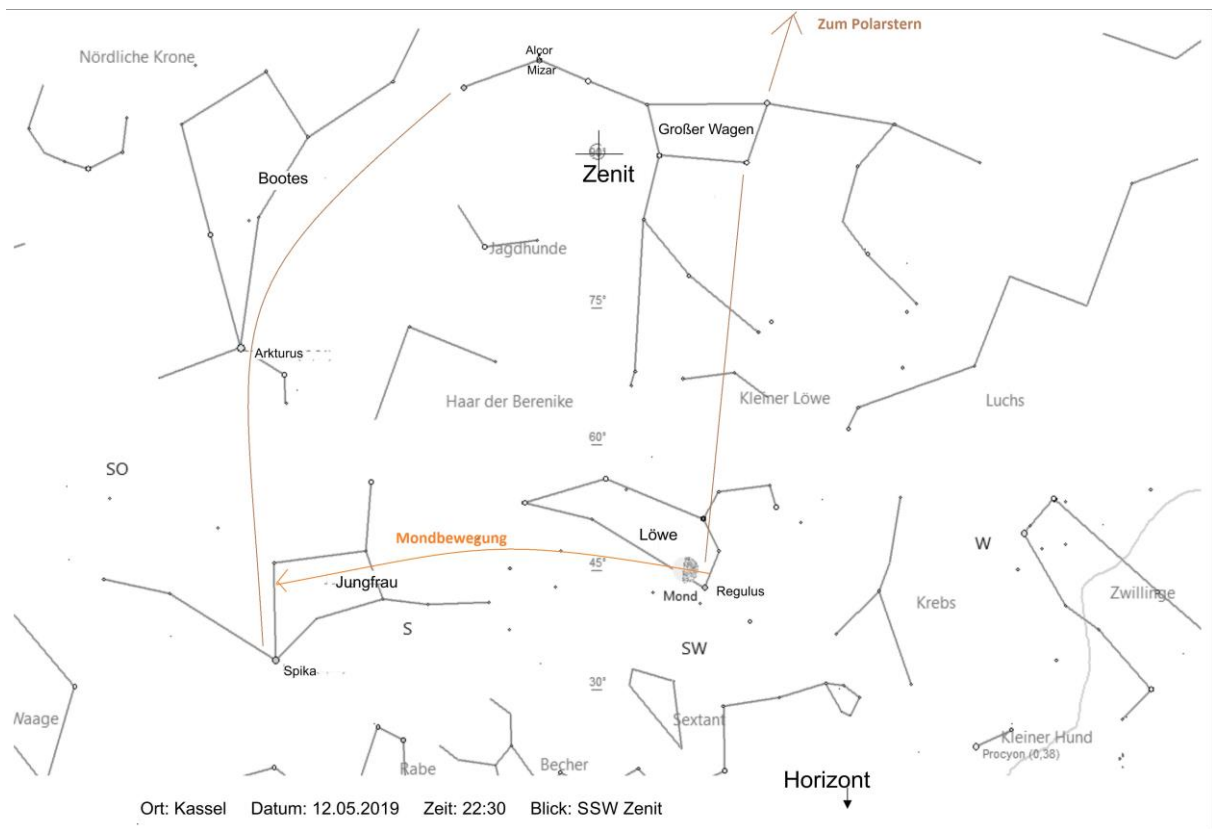 Zum Polarstern
Nördliche Krone
Alcor
Mizar
Großer Wagen
Zenit
Bootes
Jagdhunde
75°
Arkturus
Haar der Berenike
Kleiner Löwe
Luchs
60°
SO
Mondbewegung
Löwe
W
45°
Jungfrau
Mond
Regulus
Krebs
Zwillinge
S
SW
Spika
30°
Waage
Sextant
Kleiner Hund
Procyon (0,38)
Rabe
Becher
Horizont
Ort: Kassel Datum: 12.05.2019 Zeit: 22:30 Blick: SSW Zenit